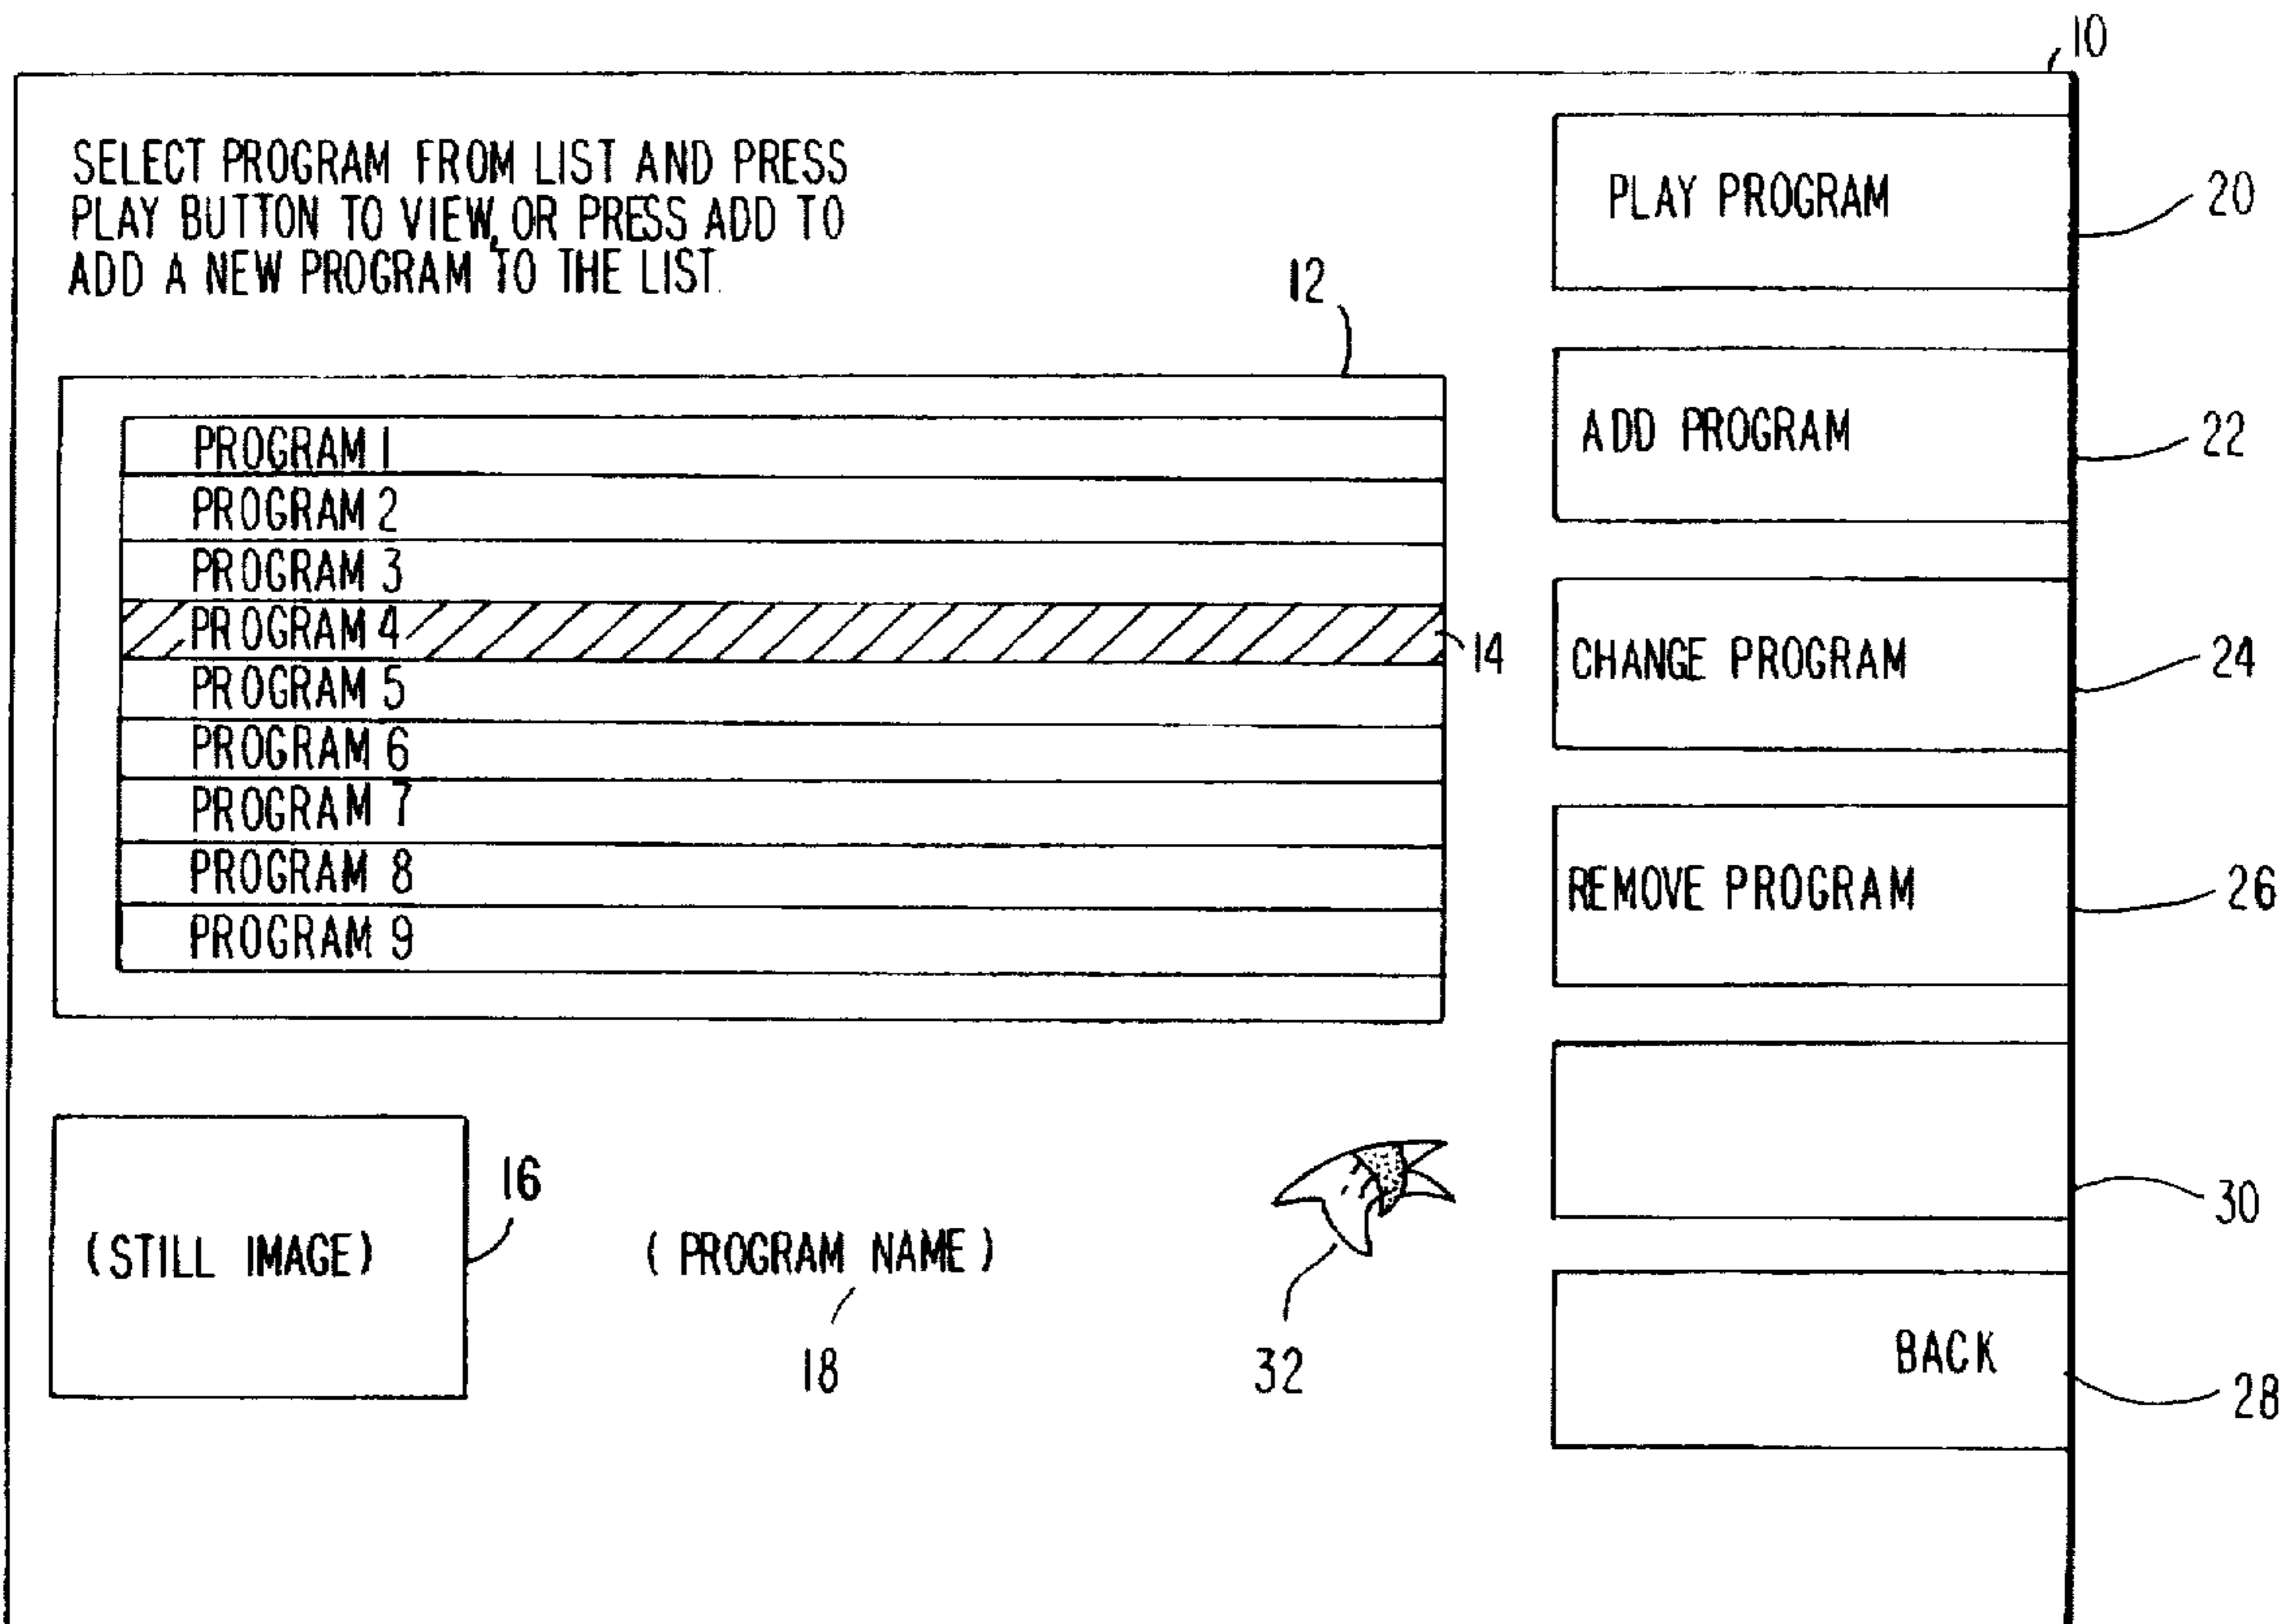 10
SELECT PROGRAM FROM LIST AND PRESS
PLAY BUTTON TO VIEW, OR PRESS ADD TO
ADD A NEW PROGRAM TO THE LIST.
12
PROGRAM 1
PROGRAM 2
PROGRAM 3
PROGRAM 4
14
PROGRAM 5
PROGRAM 6
PROGRAM 7
PROGRAM 8
PROGRAM 9
(STILL IMAGE)
16
(PROGRAM NAME)
18
32
PLAY PROGRAM
20
ADD PROGRAM
22
CHANGE PROGRAM
24
REMOVE PROGRAM
26
30
BACK
28